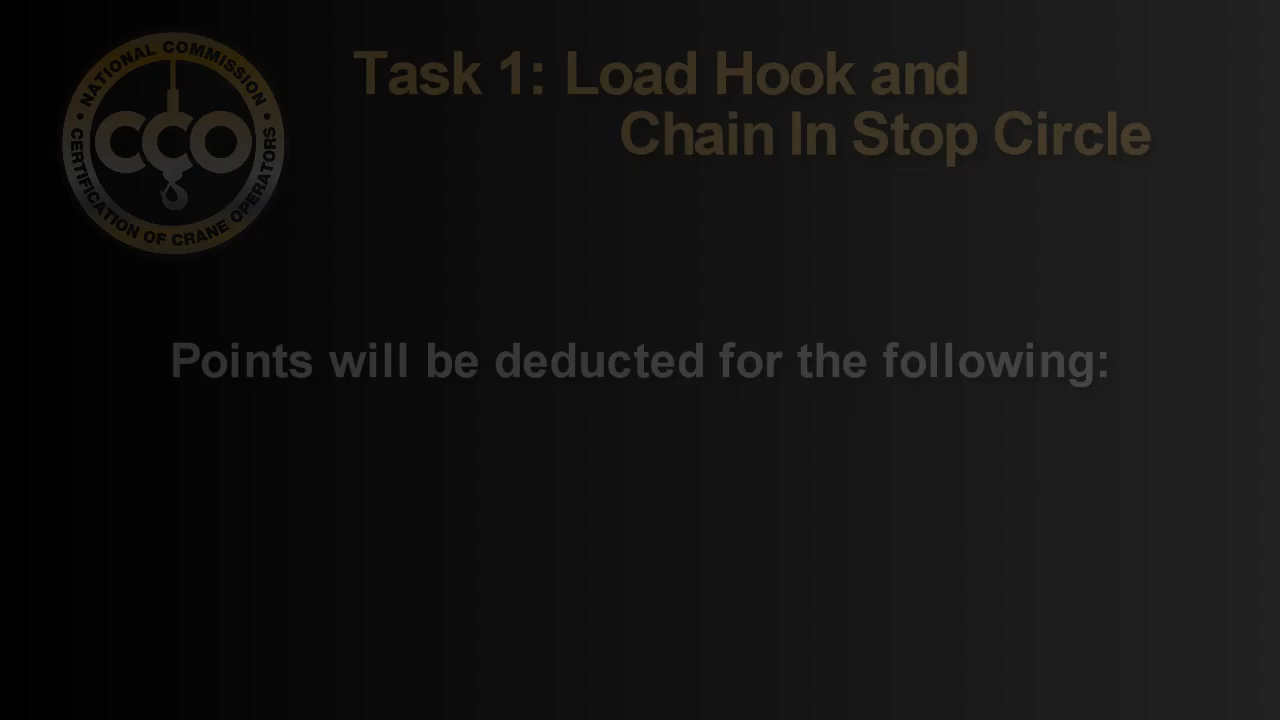 NATIONAL COMMISSION
CCO
CERTIFICATION OF CRANE OPERATORS
Task 1: Load Hook and
Chain In Stop Circle
Points will be deducted for the following: